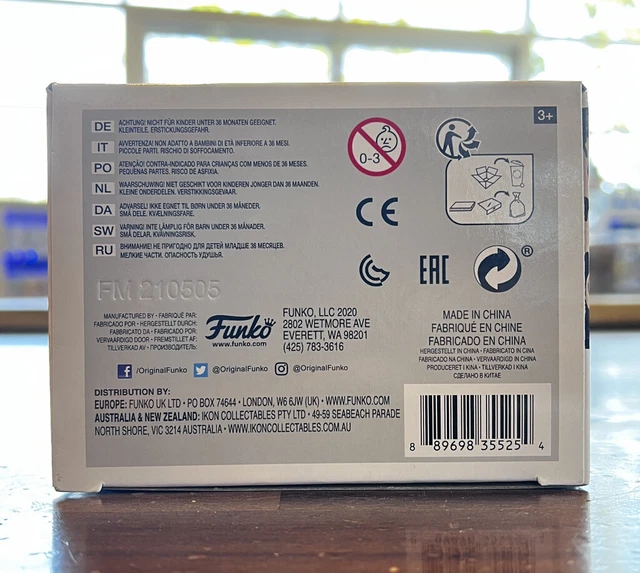 3+
DE ACHTUNG! NICHT FÜR KINDER UNTER 36 MONATEN GEEIGNET.
KLEINTEILE. ERSTICKUNGSGEFAHR.
IT AVVERTENZA! NON ADATTO A BAMBINI DI ETÀ INFERIORE A 36 MESI.
PICCOLE PARTI. RISCHIO DI SOFFOCAMENTO.
PO ATENÇÃO! CONTRA-INDICADO PARA CRIANÇAS COM MENOS DE 36 MESES.
PEQUENAS PARTES. RISCO DE ASFIXIA.
NL WAARSCHUWING! NIET GESCHIKT VOOR KINDEREN JONGER DAN 36 MAANDEN.
KLEINE ONDERDELEN. VERSTIKKINGSGEVAAR.
DA ADVARSEL! IKKE EGNET TIL BØRN UNDER 36 MÅNEDER.
SMÅ DELE. KVÆLNINGSFARE.
SW VARNING! INTE LÄMPLIG FÖR BARN UNDER 36 MÅNADER.
SMÅ DELAR. KVÄVNINGSRISK.
RU ВНИМАНИЕ! НЕ ПРИГОДНО ДЛЯ ДЕТЕЙ МЛАДШЕ 36 МЕСЯЦЕВ.
МЕЛКИЕ ЧАСТИ. ОПАСНОСТЬ УДУШЬЯ.
0-3
CE
EAC
®
FM 210505
MANUFACTURED BY • FABRIQUÉ PAR:
FABRICADO POR • HERGESTELLT DURCH:
FABBRICATO DA • FABRICADO POR:
VERVAARDIGD DOOR • FREMSTILLET AF:
TILLVERKAD AV • ПРОИЗВОДИТЕЛЬ:
Funko
www.funko.com
FUNKO, LLC 2020
2802 WETMORE AVE
EVERETT, WA 98201
(425) 783-3616
MADE IN CHINA
FABRIQUÉ EN CHINE
FABRICADO EN CHINA
HERGESTELLT IN CHINA • FABBRICATO IN CINA
FABRICADO NA CHINA • VERVAARDIGD IN CHINA
PRODUCERET I KINA • TILLVERKAD I KINA
СДЕЛАНО В КИТАЕ
/OriginalFunko @OriginalFunko @OriginalFunko
DISTRIBUTION BY:
EUROPE: FUNKO UK LTD • PO BOX 74644 • LONDON, W6 6JW (UK) • WWW.FUNKO.COM
AUSTRALIA & NEW ZEALAND: IKON COLLECTABLES PTY LTD • 49-59 SEABEACH PARADE
NORTH SHORE, VIC 3214 AUSTRALIA • WWW.IKONCOLLECTABLES.COM.AU
8 89698 35525 4